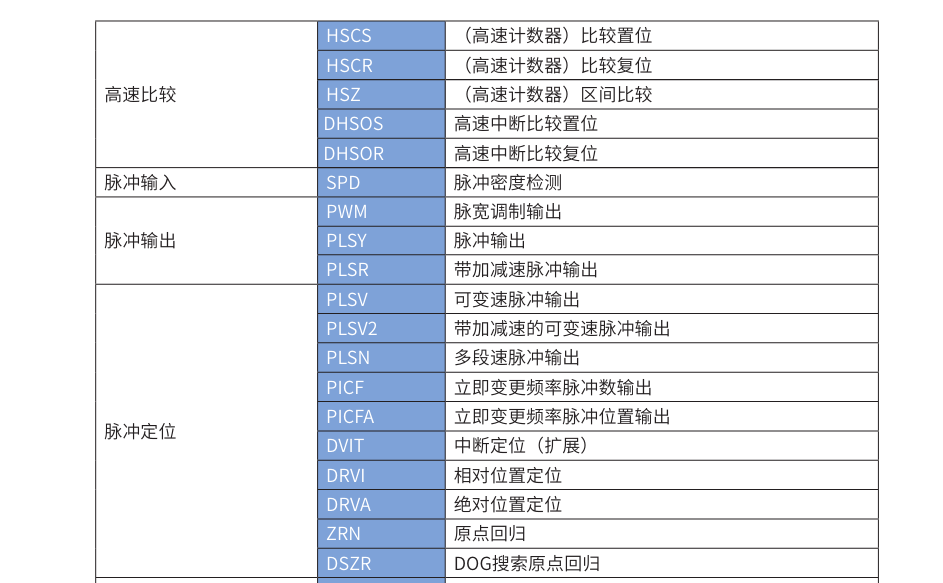 高速比较
HSCS （高速计数器）比较置位
HSCR （高速计数器）比较复位
HSZ （高速计数器）区间比较
DHSOS 高速中断比较置位
DHSOR 高速中断比较复位
脉冲输入 SPD 脉冲密度检测
脉冲输出
PWM 脉宽调制输出
PLSY 脉冲输出
PLSR 带加减速脉冲输出
脉冲定位
PLSV 可变速脉冲输出
PLSV2 带加减速的可变速脉冲输出
PLSN 多段速脉冲输出
PICF 立即变更频率脉冲数输出
PICFA 立即变更频率脉冲位置输出
DVIT 中断定位（扩展）
DRVI 相对位置定位
DRVA 绝对位置定位
ZRN 原点回归
DSZR DOG搜索原点回归